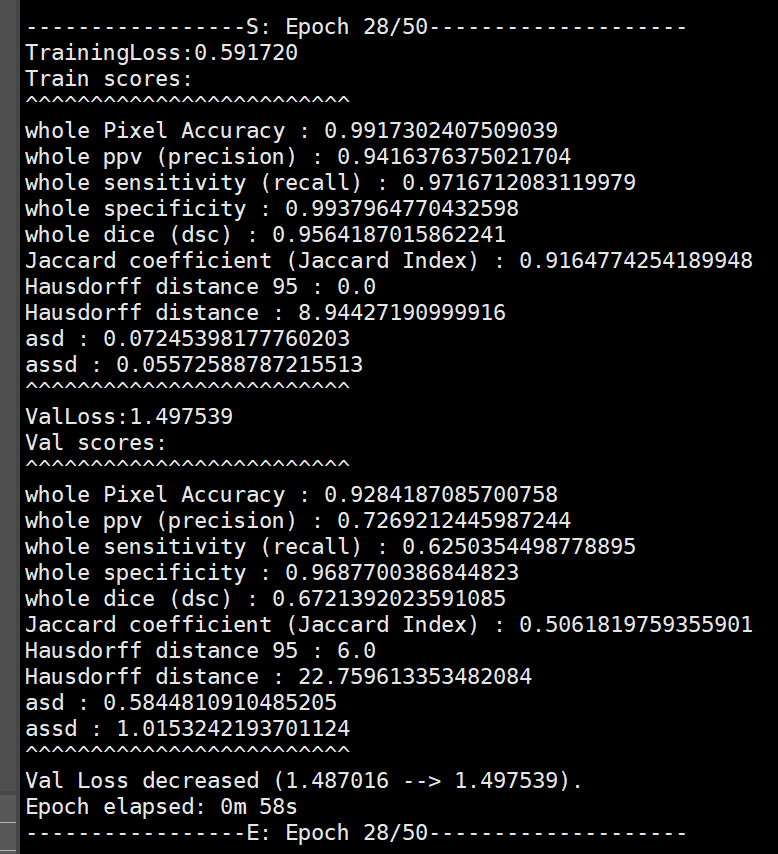 -----------------S: Epoch 28/50--------------------
TrainingLoss:0.591720
Train scores:
^^^^^^^^^^^^^^^^^^^^^^^^^
whole Pixel Accuracy : 0.9917302407509039
whole ppv (precision) : 0.9416376375021704
whole sensitivity (recall) : 0.9716712083119979
whole specificity : 0.9937964770432598
whole dice (dsc) : 0.9564187015862241
Jaccard coefficient (Jaccard Index) : 0.9164774254189948
Hausdorff distance 95 : 0.0
Hausdorff distance : 8.94427190999916
asd : 0.07245398177760203
assd : 0.05572588787215513
^^^^^^^^^^^^^^^^^^^^^^^^^
ValLoss:1.497539
Val scores:
^^^^^^^^^^^^^^^^^^^^^^^^^
whole Pixel Accuracy : 0.9284187085700758
whole ppv (precision) : 0.7269212445987244
whole sensitivity (recall) : 0.6250354498778895
whole specificity : 0.9687700386844823
whole dice (dsc) : 0.6721392023591085
Jaccard coefficient (Jaccard Index) : 0.5061819759355901
Hausdorff distance 95 : 6.0
Hausdorff distance : 22.759613353482084
asd : 0.5844810910485205
assd : 1.0153242193701124
^^^^^^^^^^^^^^^^^^^^^^^^^
Val Loss decreased (1.487016 --> 1.497539).
Epoch elapsed: 0m 58s
-----------------E: Epoch 28/50--------------------